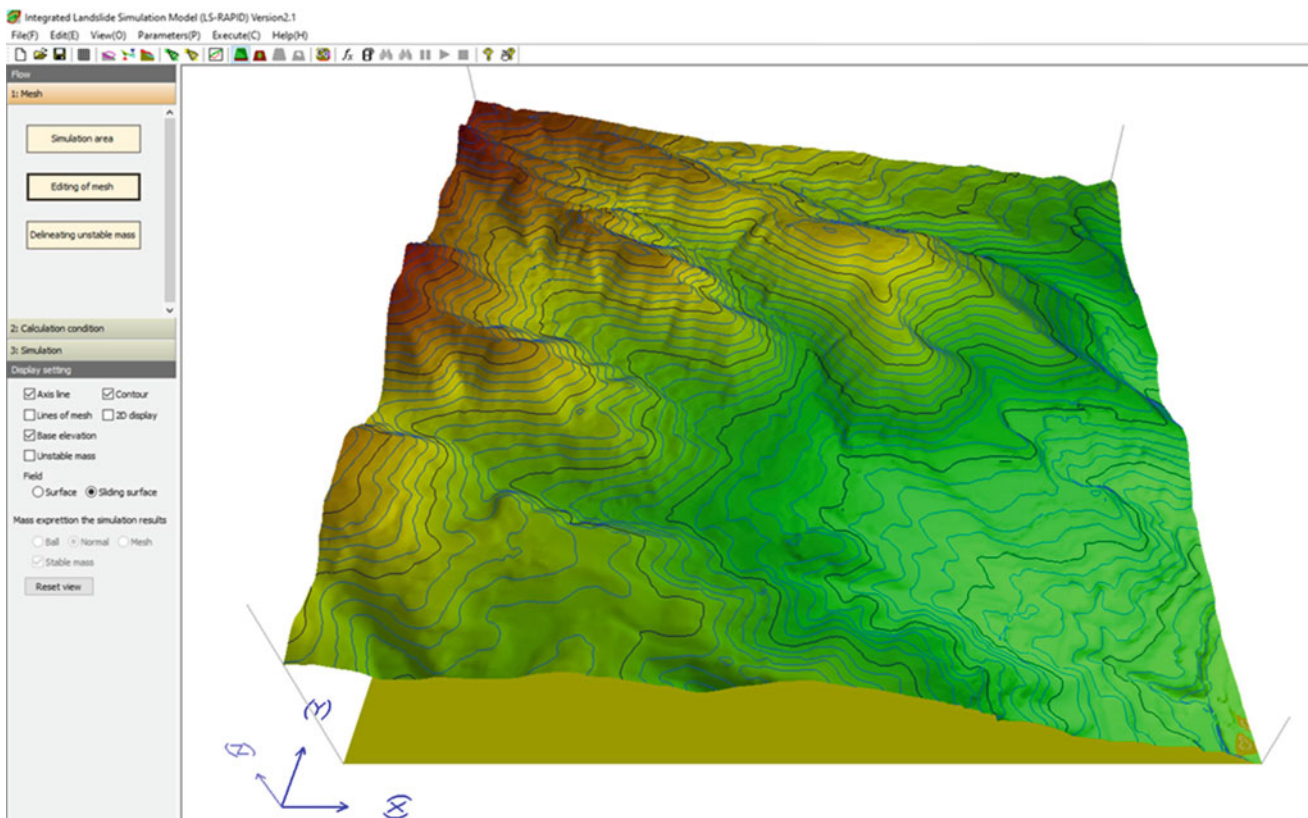 Integrated Landslide Simulation Model (LS-RAPID) Version2.1
File(F) Edit(E) View(O) Parameters(P) Execute(C) Help(H)
Flow
1: Mesh
Simulation area
Editing of mesh
Delineating unstable mass
2: Calculation condition
3: Simulation
Display setting
Axis line Contour
Lines of mesh 2D display
Base elevation
Unstable mass
Field
Surface Sliding surface
Mass exprettion the simulation results
Ball Normal Mesh
Stable mass
Reset view
(Y)
(Z)
(X)